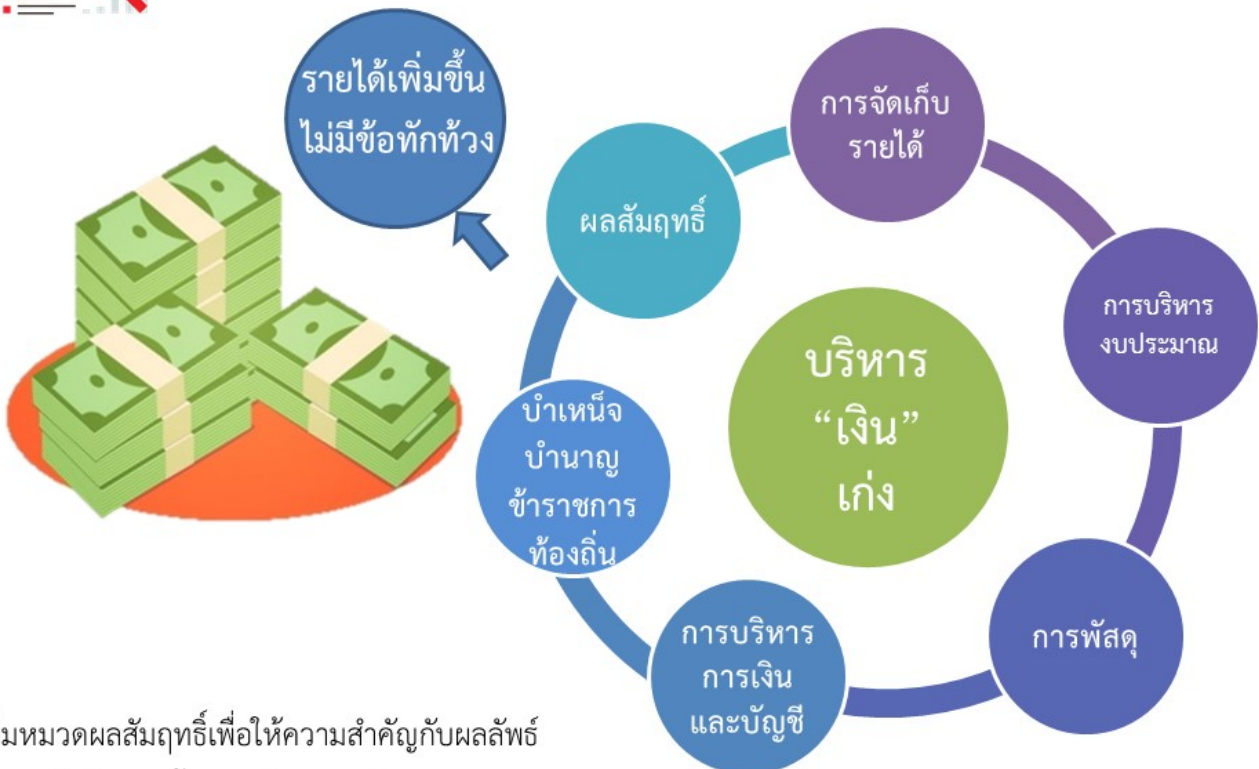 รายได้เพิ่มขึ้น
ไม่มีข้อทักท้วง
การจัดเก็บ
รายได้
ผลสัมฤทธิ์
การบริหาร
งบประมาณ
บริหาร
“เงิน”
เก่ง
บำเหน็จ
บำนาญ
ข้าราชการ
ท้องถิ่น
การพัสดุ
การบริหาร
การเงิน
และบัญชี
มหมวดผลสัมฤทธิ์เพื่อให้ความสำคัญกับผลลัพธ์